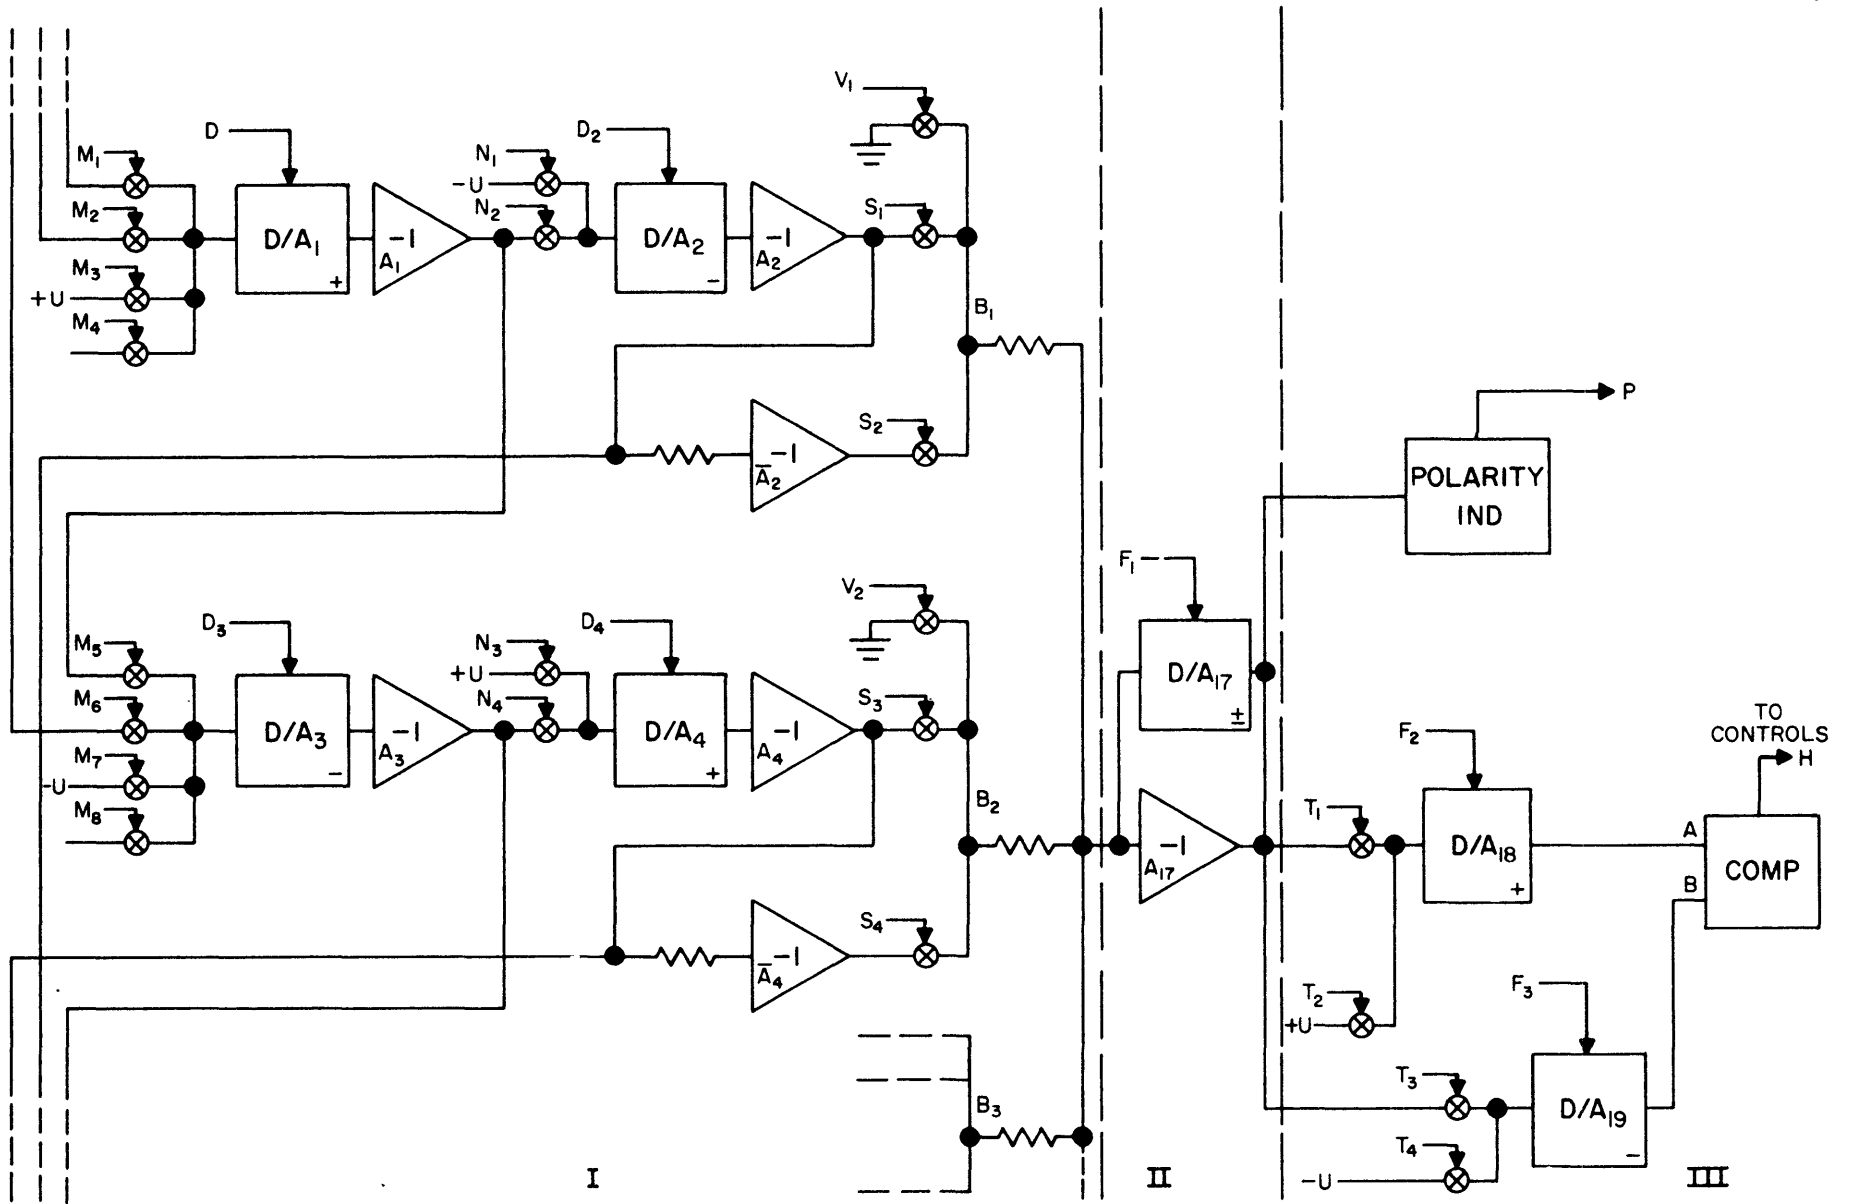 V₁
D
D₂
M₁
N₁
-U
M₂
N₂
S₁
D/A₁
+
-1
A₁
D/A₂
-
-1
A₂
M₃
+U
M₄
B₁
S₂
-1
A̅₂
P
POLARITY
IND
F₁
V₂
D₃
D₄
M₅
N₃
+U
M₆
N₄
S₃
D/A₃
-
-1
A₃
D/A₄
+
-1
A₄
M₇
-U
M₈
B₂
D/A₁₇
±
F₂
TO
CONTROLS
H
T₁
-1
A₁₇
D/A₁₈
+
A
B
COMP
S₄
-1
A̅₄
T₂
+U
F₃
T₃
D/A₁₉
-
T₄
-U
B₃
I
II
III